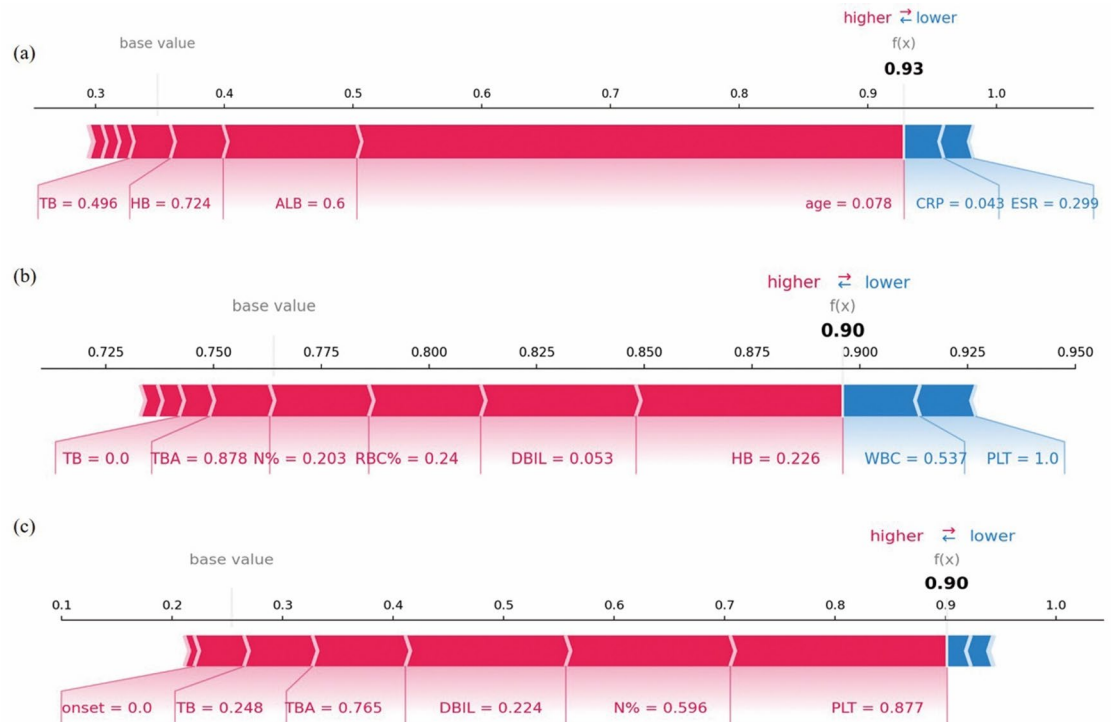 higher ⇄ lower
(a)
base value
f(x)
0.93
0.3 0.4 0.5 0.6 0.7 0.8 0.9 1.0
TB = 0.496 HB = 0.724 ALB = 0.6 age = 0.078 CRP = 0.043 ESR = 0.299
(b)
higher ⇄ lower
base value
f(x)
0.90
0.725 0.750 0.775 0.800 0.825 0.850 0.875 0.900 0.925 0.950
TB = 0.0 TBA = 0.878 N% = 0.203 RBC% = 0.24 DBIL = 0.053 HB = 0.226 WBC = 0.537 PLT = 1.0
(c)
higher ⇄ lower
base value
f(x)
0.90
0.1 0.2 0.3 0.4 0.5 0.6 0.7 0.8 0.9 1.0
onset = 0.0 TB = 0.248 TBA = 0.765 DBIL = 0.224 N% = 0.596 PLT = 0.877